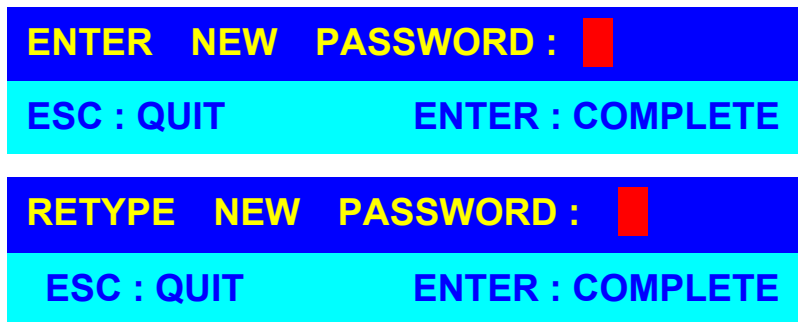 ENTER NEW PASSWORD :
ESC : QUIT ENTER : COMPLETE
RETYPE NEW PASSWORD :
ESC : QUIT ENTER : COMPLETE